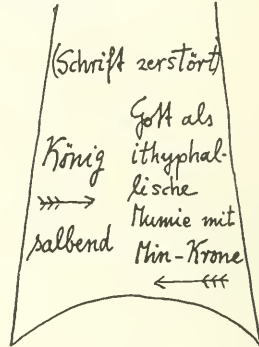 (Schrift zerstört)
König
salbend
Gott als
ithyphal-
lische
Mumie mit
Min-Krone